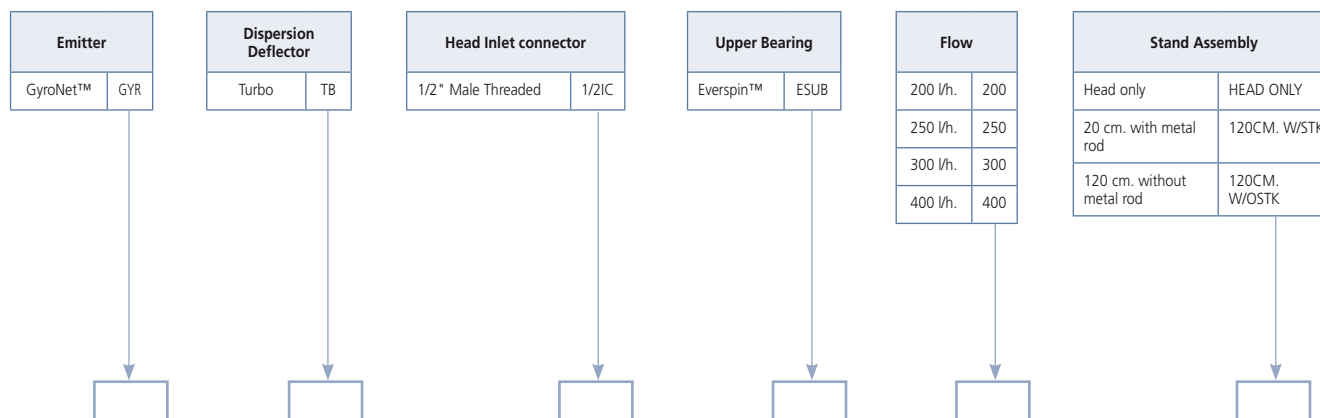 Emitter
GyroNet™ GYR
Dispersion
Deflector
Turbo TB
Head Inlet connector
1/2" Male Threaded 1/2IC
Upper Bearing
Everspin™ ESUB
Flow
200 l/h. 200
250 l/h. 250
300 l/h. 300
400 l/h. 400
Stand Assembly
Head only HEAD ONLY
20 cm. with metal
rod
120CM. W/STK
120 cm. without
metal rod
120CM.
W/OSTK